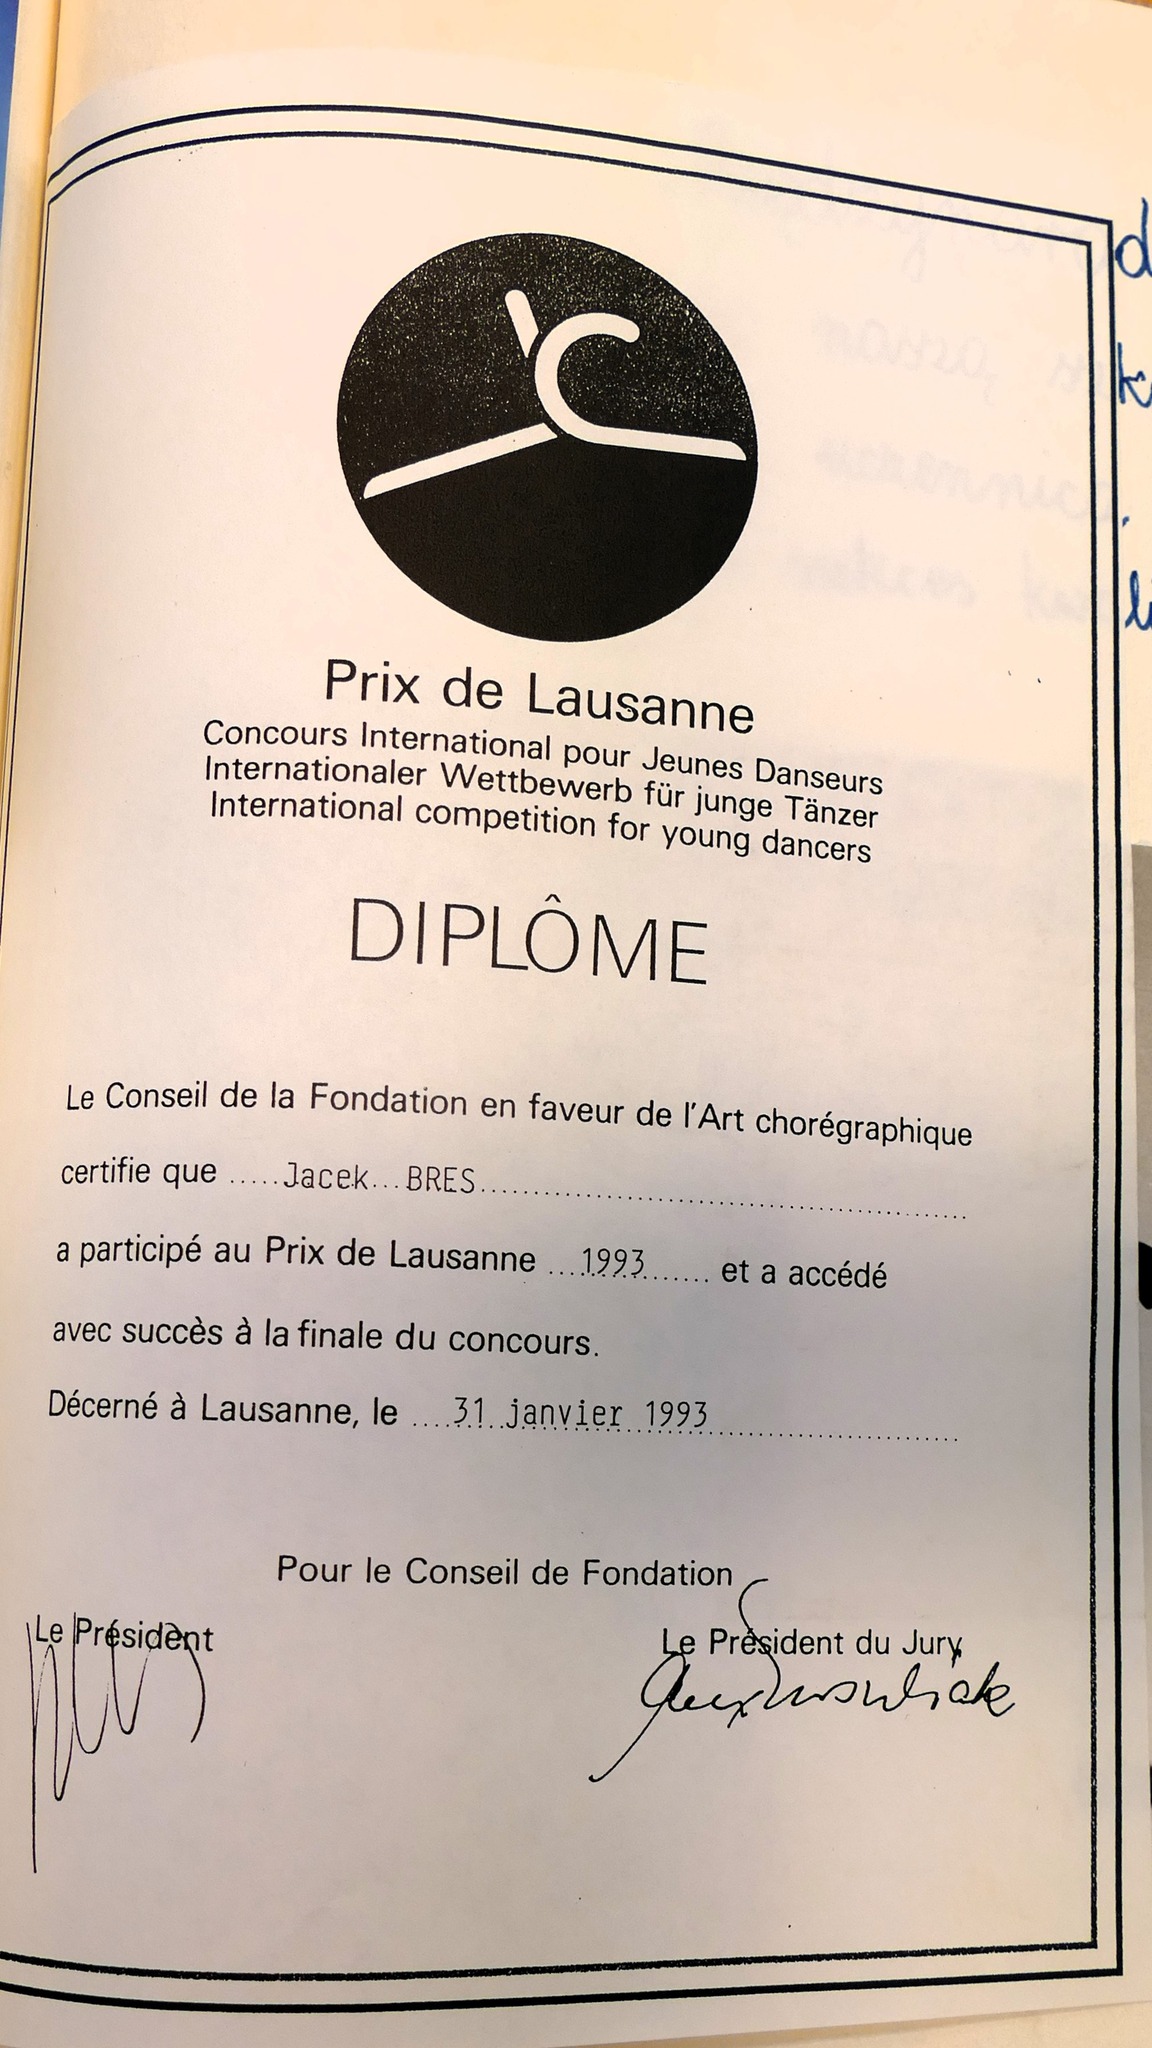 Prix de Lausanne
Concours International pour Jeunes Danseurs
Internationaler Wettbewerb für junge Tänzer
International competition for young dancers
DIPLÔME
Le Conseil de la Fondation en faveur de l'Art chorégraphique
certifie que .....Jacek...BRES..........
a participé au Prix de Lausanne ...1993...... et a accédé
avec succès à la finale du concours.
Décerné à Lausanne, le ....31 janvier 1993..........
Pour le Conseil de Fondation
Le Président
Le Président du Jury